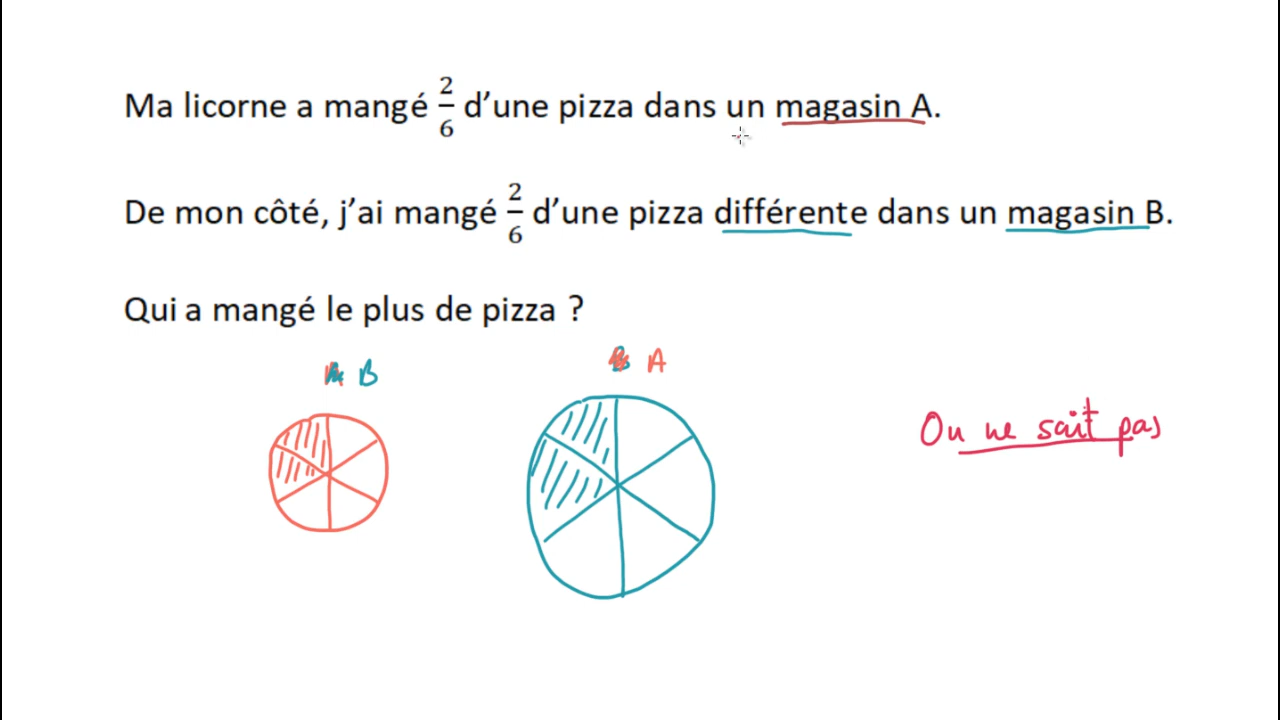 Ma licorne a mangé 2/6 d’une pizza dans un magasin A.
De mon côté, j’ai mangé 2/6 d’une pizza différente dans un magasin B.
Qui a mangé le plus de pizza ?
B
A
On ne sait pas